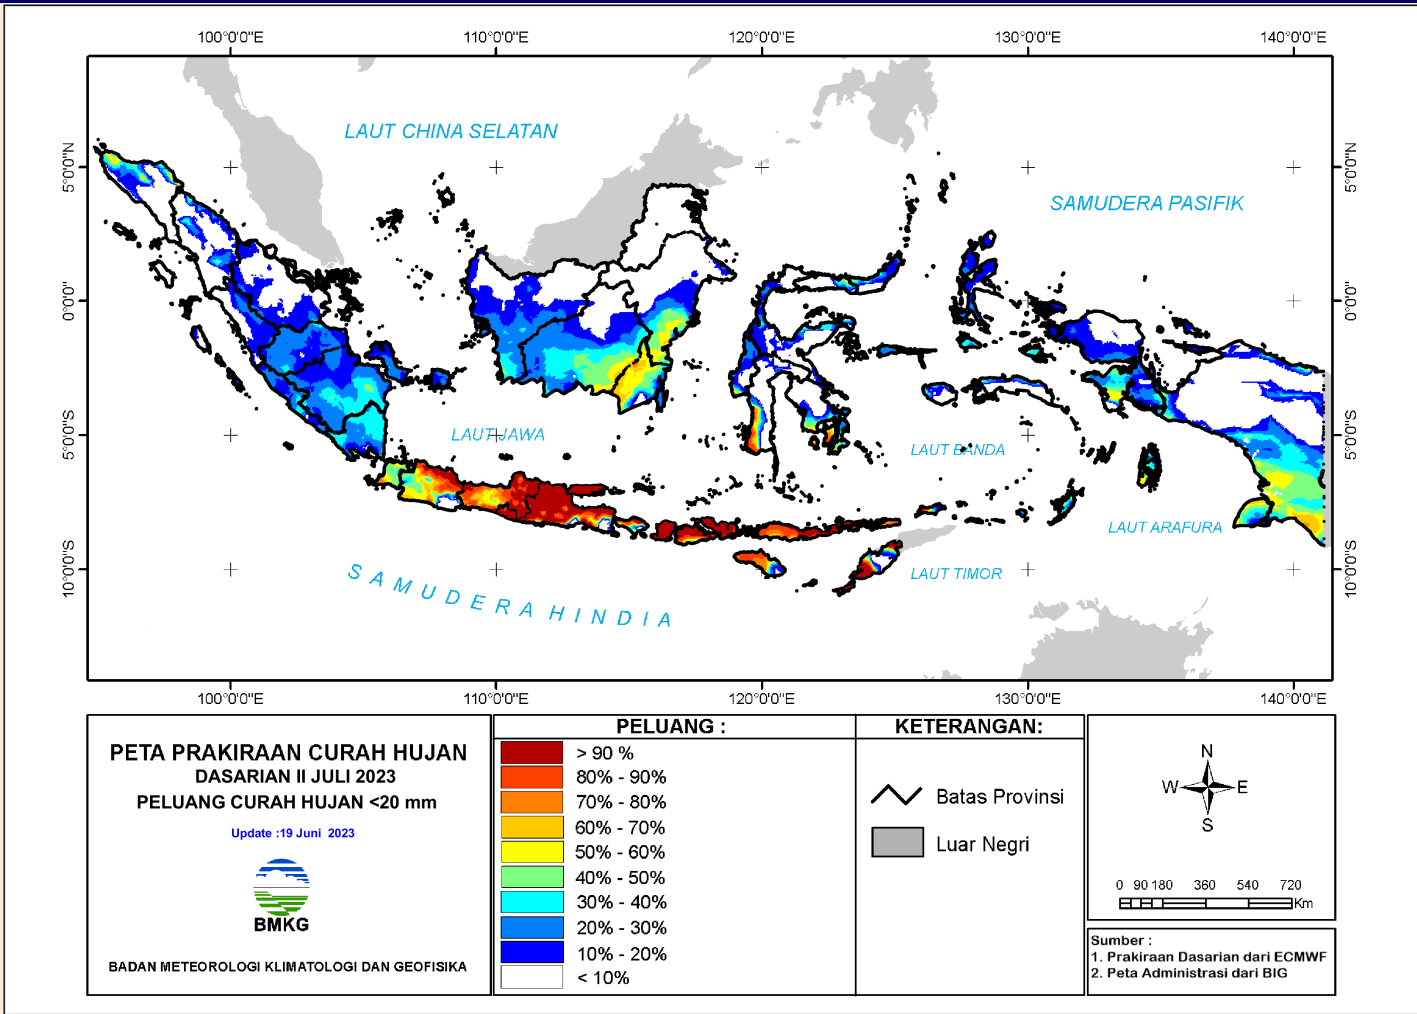 100°0'0"E 110°0'0"E 120°0'0"E 130°0'0"E 140°0'0"E
5°0'0"N 5°0'0"N
0°0'0" 0°0'0"
5°0'0"S 5°0'0"S
10°0'0"S 10°0'0"S
LAUT CHINA SELATAN
SAMUDERA PASIFIK
LAUT JAWA
LAUT BANDA
LAUT ARAFURA
LAUT TIMOR
SAMUDERA HINDIA
100°0'0"E 110°0'0"E 120°0'0"E 130°0'0"E 140°0'0"E
PETA PRAKIRAAN CURAH HUJAN
DASARIAN II JULI 2023
PELUANG CURAH HUJAN <20 mm
Update :19 Juni 2023
BMKG
BADAN METEOROLOGI KLIMATOLOGI DAN GEOFISIKA
PELUANG :
> 90 %
80% - 90%
70% - 80%
60% - 70%
50% - 60%
40% - 50%
30% - 40%
20% - 30%
10% - 20%
< 10%
KETERANGAN:
Batas Provinsi
Luar Negri
N
W E
S
0 90 180 360 540 720
Km
Sumber :
1. Prakiraan Dasarian dari ECMWF
2. Peta Administrasi dari BIG